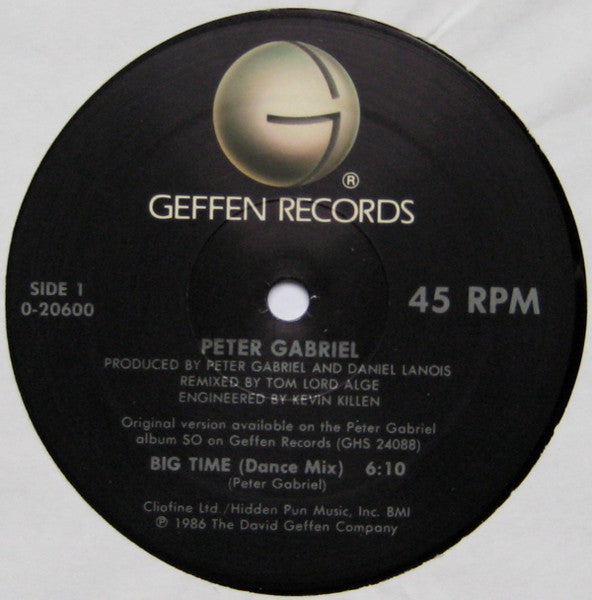 ®
GEFFEN RECORDS
SIDE 1
0-20600
45 RPM
PETER GABRIEL
PRODUCED BY PETER GABRIEL AND DANIEL LANOIS
REMIXED BY TOM LORD ALGE
ENGINEERED BY KEVIN KILLEN
Original version available on the Peter Gabriel
album SO on Geffen Records (GHS 24088)
BIG TIME (Dance Mix) 6:10
(Peter Gabriel)
Cliofine Ltd./Hidden Pun Music, Inc. BMI
℗ 1986 The David Geffen Company